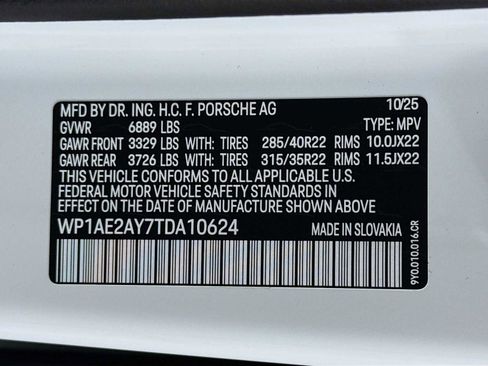 MFD BY DR. ING. H.C. F. PORSCHE AG 10/25
GVWR 6889 LBS TYPE: MPV
GAWR FRONT 3329 LBS WITH: TIRES 285/40R22 RIMS 10.0JX22
GAWR REAR 3726 LBS WITH: TIRES 315/35R22 RIMS 11.5JX22
THIS VEHICLE CONFORMS TO ALL APPLICABLE U.S.
FEDERAL MOTOR VEHICLE SAFETY STANDARDS IN
EFFECT ON THE DATE OF MANUFACTURE SHOWN ABOVE.
WP1AE2AY7TDA10624 MADE IN SLOVAKIA
9Y0.010.016.CR